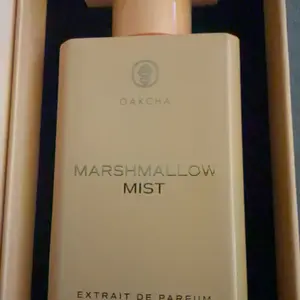 OAKCHA
MARSHMALLOW
MIST
EXTRAIT DE PARFUM